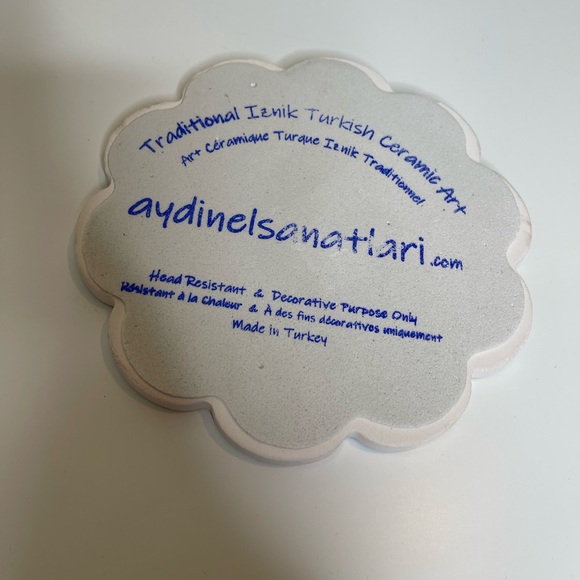 Traditional Iznik Turkish Ceramic Art
Art Céramique Turque Iznik Traditionnel
aydinelsanatlari.com
Head Resistant & Decorative Purpose Only
Résistant à la Chaleur & À des fins décoratives uniquement
Made in Turkey